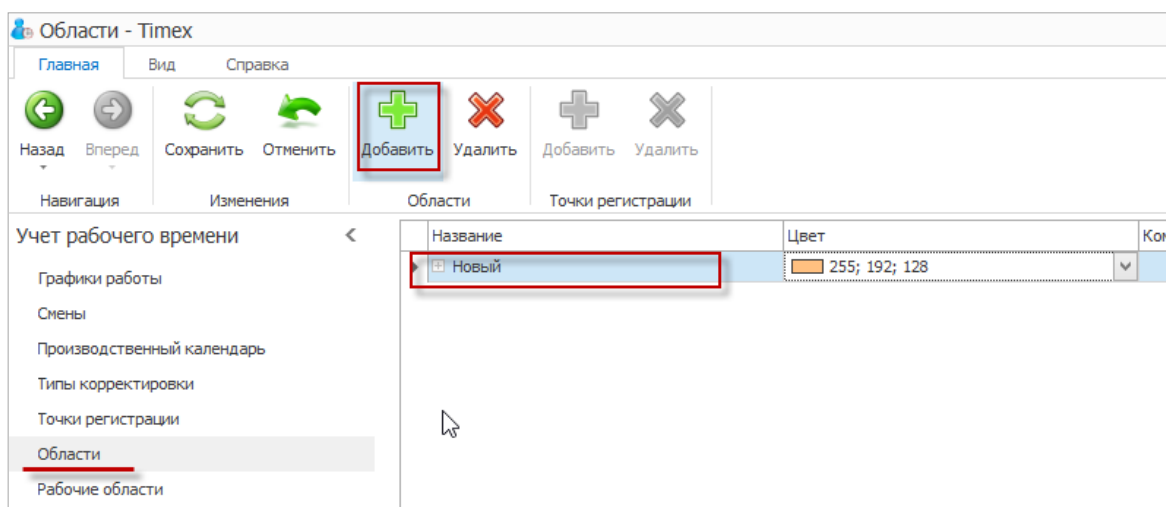 Области - Timex
Главная Вид Справка
Назад Вперед Сохранить Отменить Добавить Удалить Добавить Удалить
Навигация Изменения Области Точки регистрации
Учет рабочего времени Название Цвет
Новый 255; 192; 128
Графики работы
Смены
Производственный календарь
Типы корректировки
Точки регистрации
Области
Рабочие области